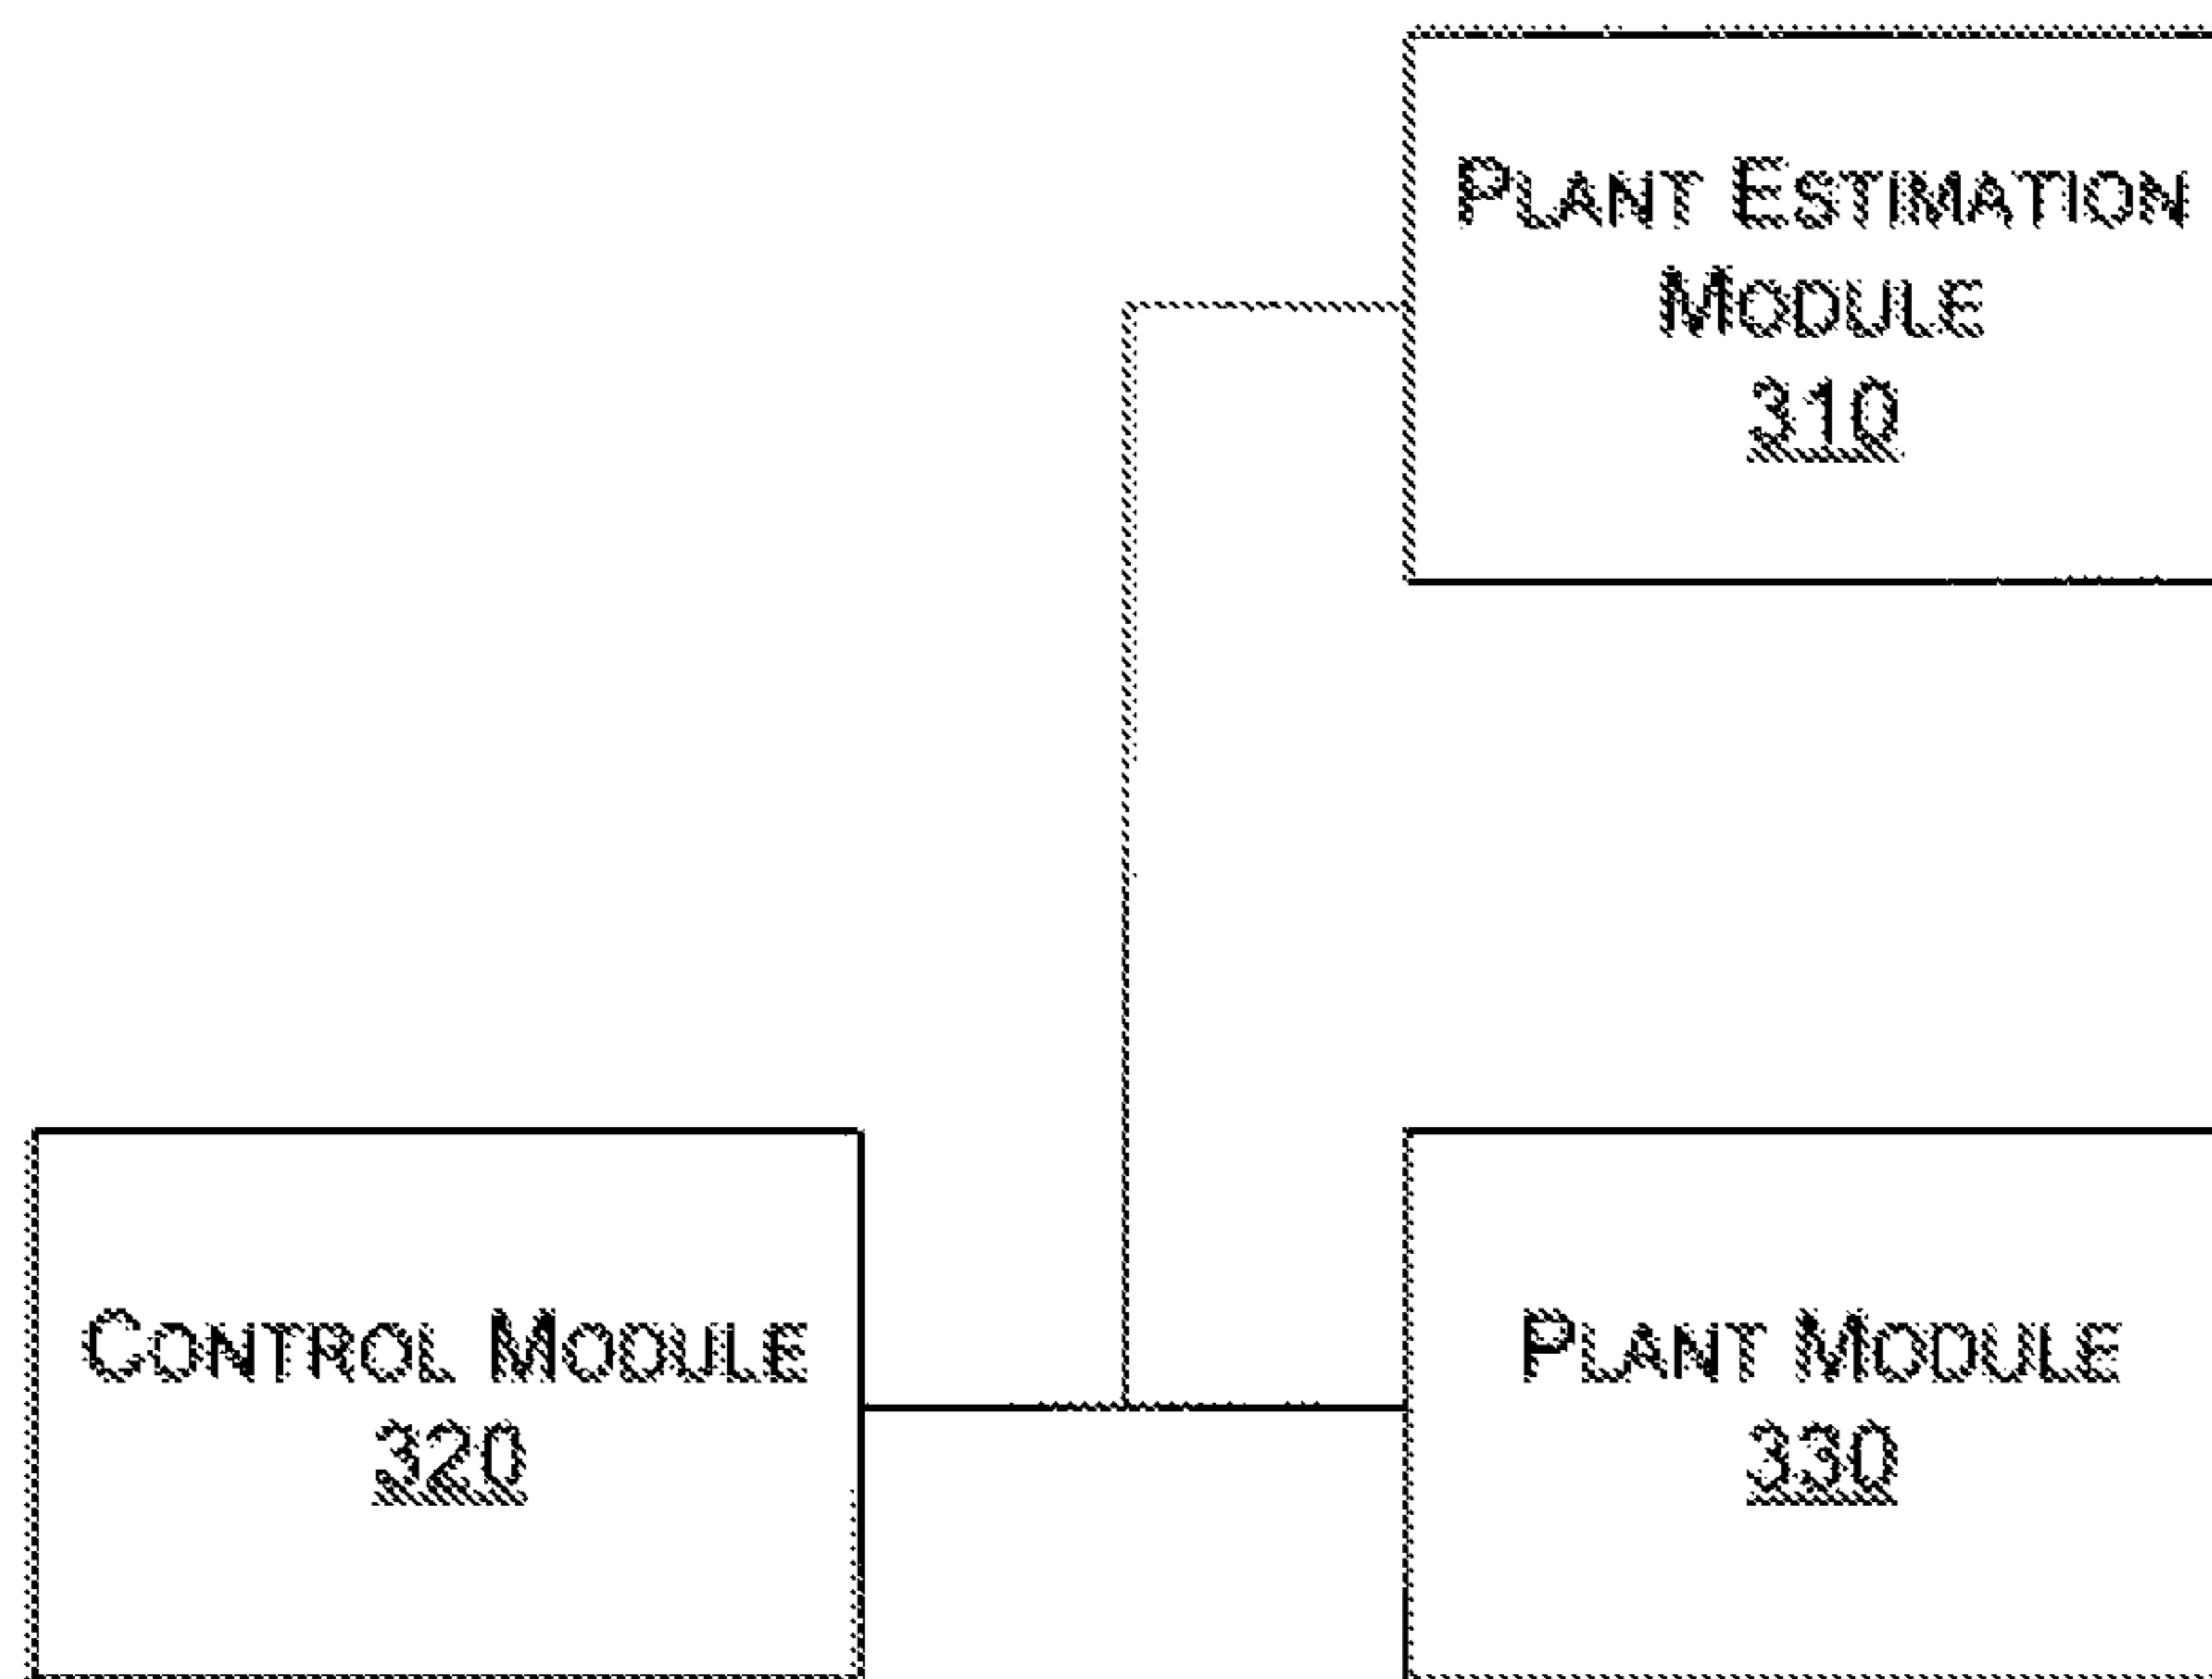 PLANT ESTIMATION
MODULE
310
CONTROL MODULE
320
PLANT MODULE
330